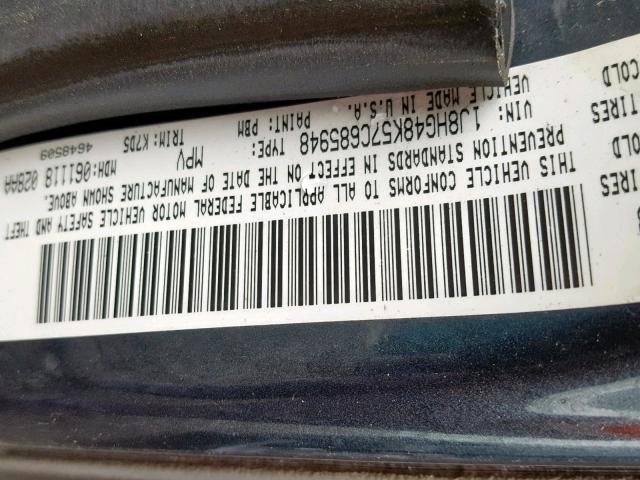 THIS VEHICLE CONFORMS TO ALL APPLICABLE FEDERAL MOTOR VEHICLE SAFETY AND THEFT
PREVENTION STANDARDS IN EFFECT ON THE DATE OF MANUFACTURE SHOWN ABOVE.
VIN: 1J8HG48K57C685948 TYPE: MPV MDH:061118 028AA
VEHICLE MADE IN U.S.A. PAINT: PBM TRIM: K7D5 4648509
TIRES
COLD
TIRES
COLD